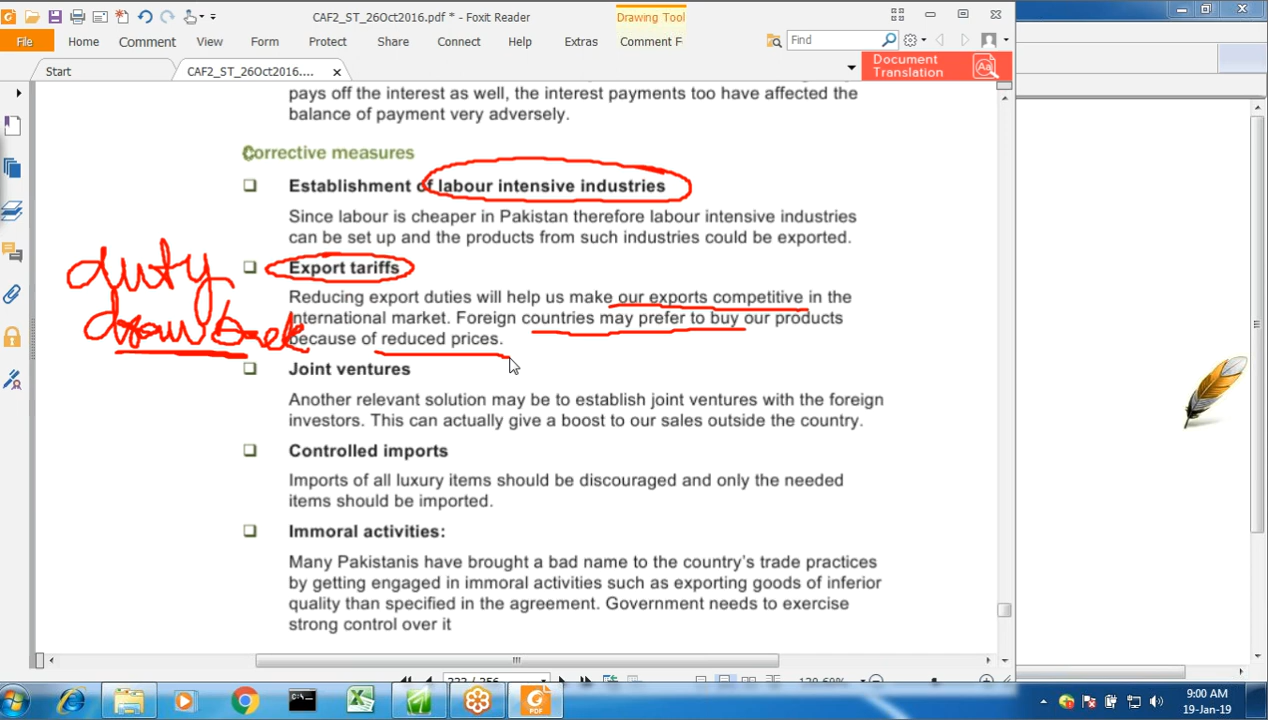 CAF2_ST_26Oct2016.pdf * - Foxit Reader
Drawing Tool
File
Home
Comment
View
Form
Protect
Share
Connect
Help
Extras
Comment F
Find
Start
CAF2_ST_26Oct2016....
Document
Translation
pays off the interest as well, the interest payments too have affected the
balance of payment very adversely.
Corrective measures
Establishment of labour intensive industries
Since labour is cheaper in Pakistan therefore labour intensive industries
can be set up and the products from such industries could be exported.
duty
draw back
Export tariffs
Reducing export duties will help us make our exports competitive in the
international market. Foreign countries may prefer to buy our products
because of reduced prices.
Joint ventures
Another relevant solution may be to establish joint ventures with the foreign
investors. This can actually give a boost to our sales outside the country.
Controlled imports
Imports of all luxury items should be discouraged and only the needed
items should be imported.
Immoral activities:
Many Pakistanis have brought a bad name to the country's trade practices
by getting engaged in immoral activities such as exporting goods of inferior
quality than specified in the agreement. Government needs to exercise
strong control over it
9:00 AM
19-Jan-19